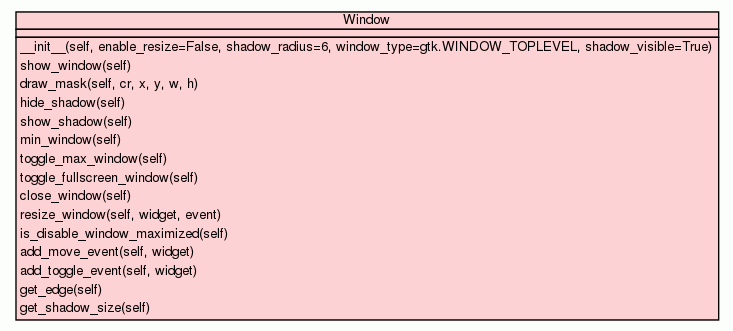 Window
__init__(self, enable_resize=False, shadow_radius=6, window_type=gtk.WINDOW_TOPLEVEL, shadow_visible=True)
show_window(self)
draw_mask(self, cr, x, y, w, h)
hide_shadow(self)
show_shadow(self)
min_window(self)
toggle_max_window(self)
toggle_fullscreen_window(self)
close_window(self)
resize_window(self, widget, event)
is_disable_window_maximized(self)
add_move_event(self, widget)
add_toggle_event(self, widget)
get_edge(self)
get_shadow_size(self)